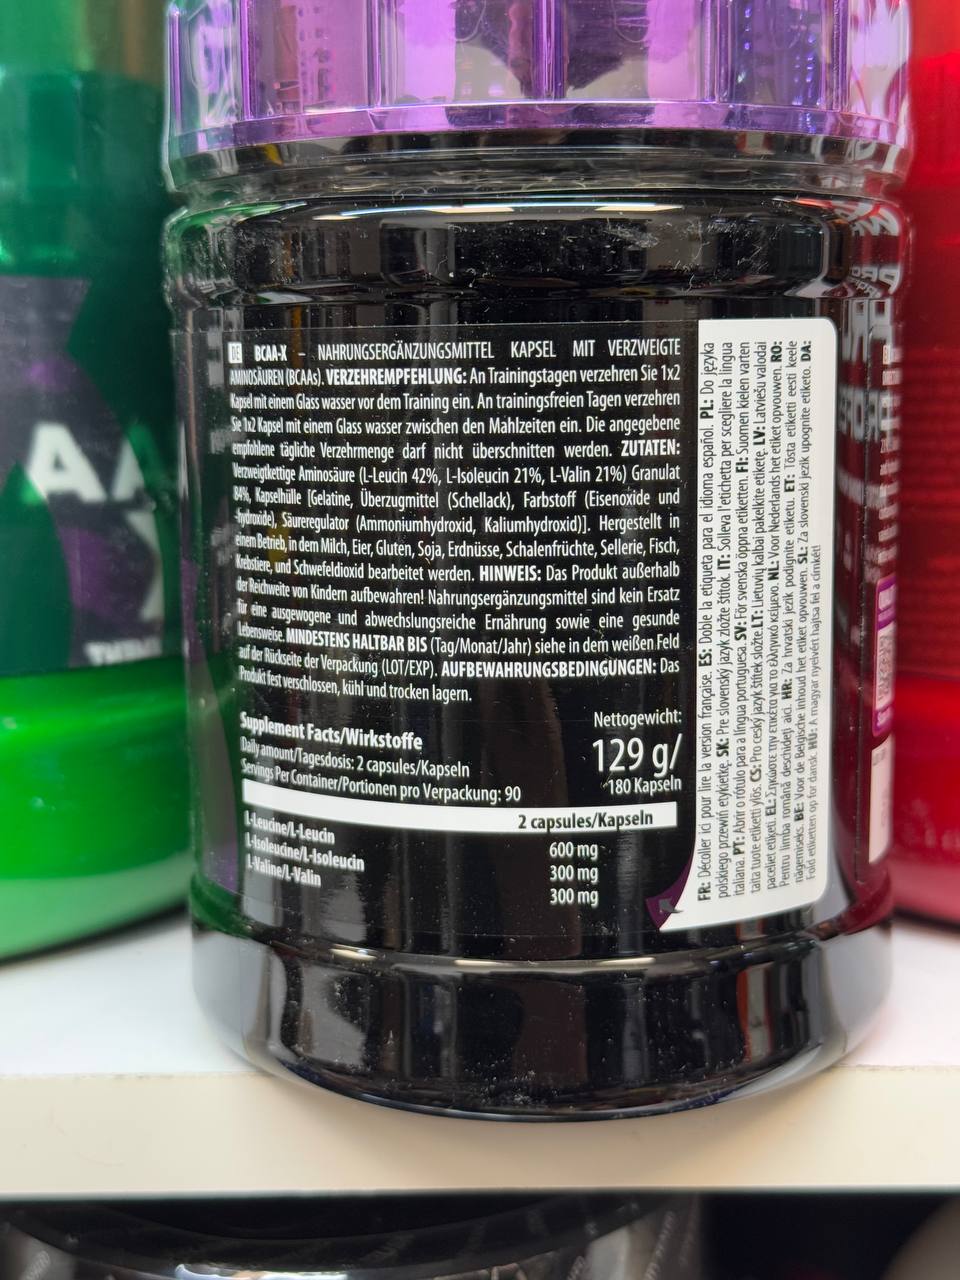 DE BCAA-X – NAHRUNGSERGÄNZUNGSMITTEL KAPSEL MIT VERZWEIGTE
AMINOSÄUREN (BCAAs). VERZEHREMPFEHLUNG: An Trainingstagen verzehren Sie 1x2
Kapsel mit einem Glass wasser vor dem Training ein. An trainingsfreien Tagen verzehren
Sie 1x2 Kapsel mit einem Glass wasser zwischen den Mahlzeiten ein. Die angegebene
empfohlene tägliche Verzehrmenge darf nicht überschnitten werden. ZUTATEN:
Verzweigtkettige Aminosäure (L-Leucin 42%, L-Isoleucin 21%, L-Valin 21%) Granulat
84%, Kapselhülle [Gelatine, Überzugmittel (Schellack), Farbstoff (Eisenoxide und
-hydroxide), Säureregulator (Ammoniumhydroxid, Kaliumhydroxid)]. Hergestellt in
einem Betrieb, in dem Milch, Eier, Gluten, Soja, Erdnüsse, Schalenfrüchte, Sellerie, Fisch,
Krebstiere, und Schwefeldioxid bearbeitet werden. HINWEIS: Das Produkt außerhalb
der Reichweite von Kindern aufbewahren! Nahrungsergänzungsmittel sind kein Ersatz
für eine ausgewogene und abwechslungsreiche Ernährung sowie eine gesunde
Lebensweise. MINDESTENS HALTBAR BIS (Tag/Monat/Jahr) siehe in dem weißen Feld
auf der Rückseite der Verpackung (LOT/EXP). AUFBEWAHRUNGSBEDINGUNGEN: Das
Produkt fest verschlossen, kühl und trocken lagern.
Supplement Facts/Wirkstoffe
Daily amount/Tagesdosis: 2 capsules/Kapseln
Servings Per Container/Portionen pro Verpackung: 90
Nettogewicht:
129 g/
180 Kapseln
2 capsules/Kapseln
L-Leucine/L-Leucin 600 mg
L-Isoleucine/L-Isoleucin 300 mg
L-Valine/L-Valin 300 mg
FR: Décoller ici pour lire la version française. ES: Doble la etiqueta para el idioma español. PL: Do języka
polskiego przewiń etykietkę. SK: Pre slovenský jazyk zložte štítok. IT: Solleva l'etichetta per scegliere la lingua
italiana. PT: Abrir o rótulo para a língua portuguesa. SV: För svenska öppna etiketten. FI: Suomen kielen varten
taita tuote etiketti ylös. CS: Pro český jazyk štítek složte. LT: Lietuvių kalbai pakelkite etiketę. LV: Latviešu valodai
paceliet etiķeti. EL: Σηκώστε την ετικέτα για το ελληνικό κείμενο. NL: Voor Nederlands het etiket opvouwen. RO:
Pentru limba română deschideți aici. HR: Za hrvatski jezik podignite etiketu. ET: Tõsta etiketti eesti keele
nägemiseks. BE: Voor de Belgische inhoud het etiket opvouwen. SL: Za slovenski jezik upognite etiketo. DA:
Fold etiketten op for dansk. HU: A magyar nyelvért hajtsa fel a címkét!